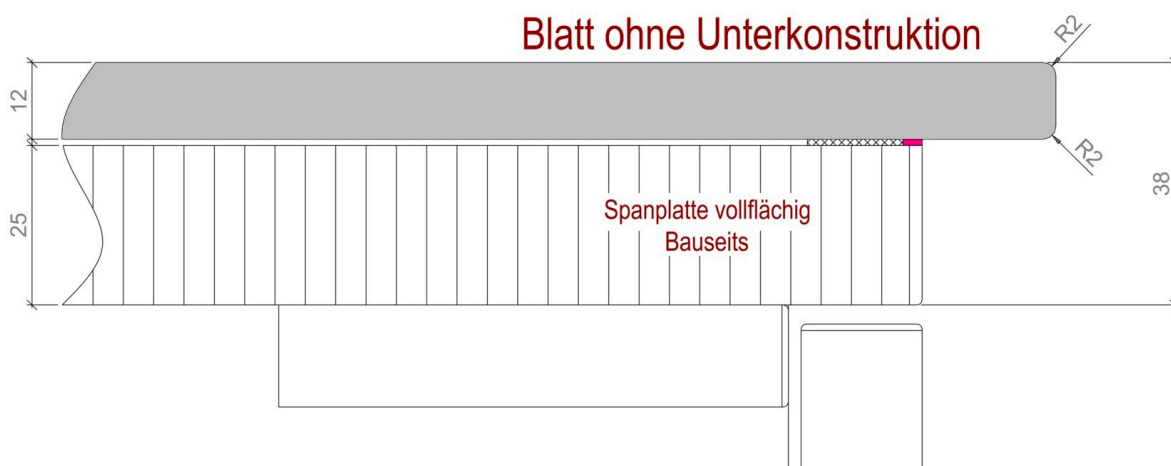 Blatt ohne Unterkonstruktion
R2
12
R2
38
25
Spanplatte vollflächig
Bauseits